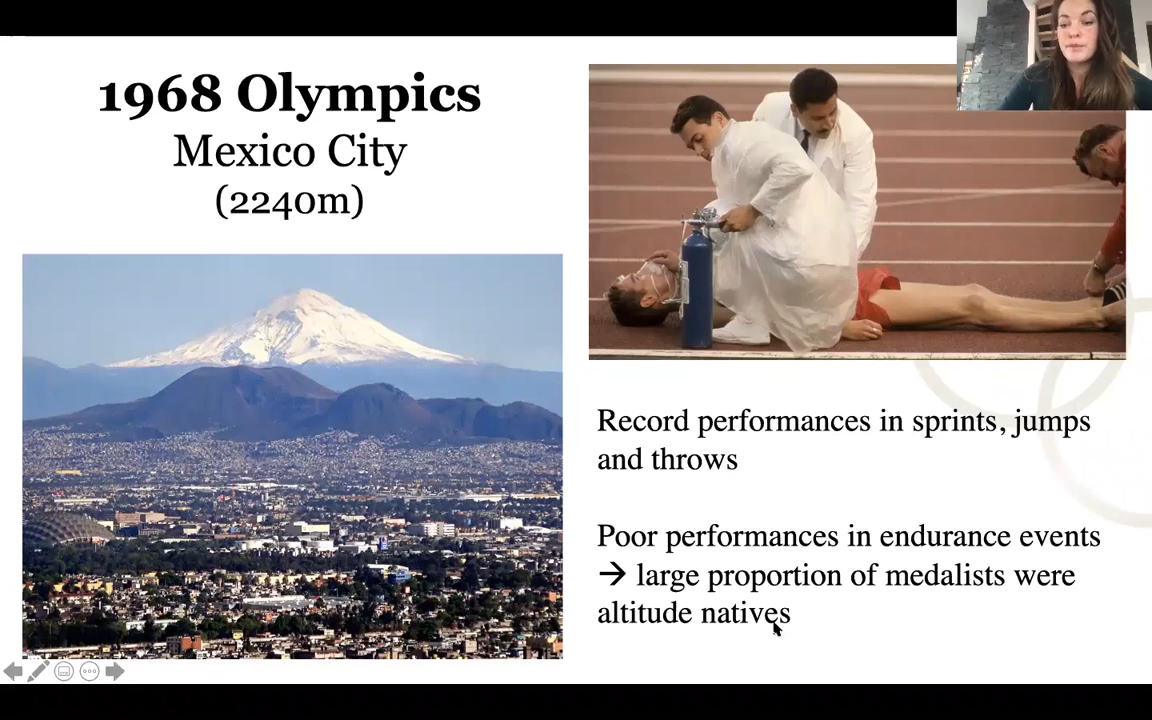 1968 Olympics
Mexico City
(2240m)
Record performances in sprints, jumps
and throws
Poor performances in endurance events
→ large proportion of medalists were
altitude natives